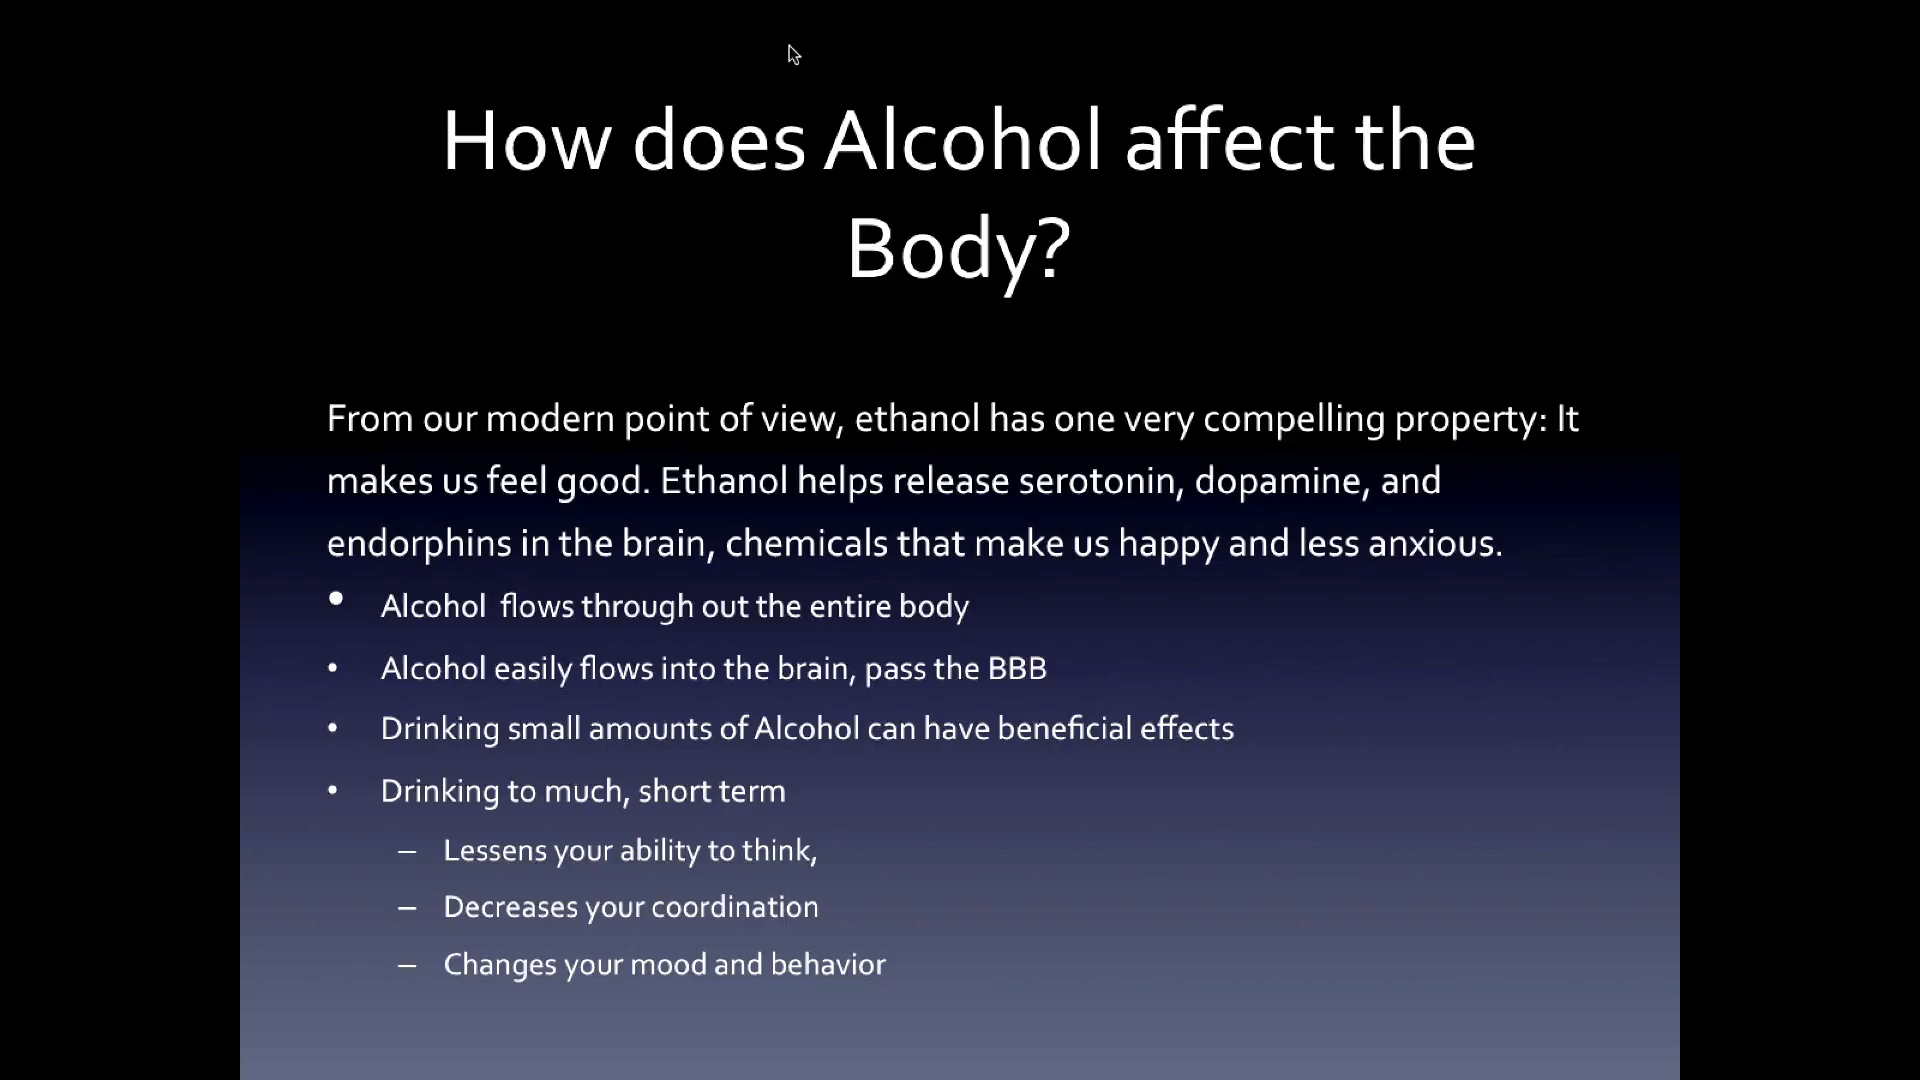 How does Alcohol affect the
Body?
From our modern point of view, ethanol has one very compelling property: It
makes us feel good. Ethanol helps release serotonin, dopamine, and
endorphins in the brain, chemicals that make us happy and less anxious.
• Alcohol  flows through out the entire body
• Alcohol easily flows into the brain, pass the BBB
• Drinking small amounts of Alcohol can have beneficial effects
• Drinking to much, short term
– Lessens your ability to think,
– Decreases your coordination
– Changes your mood and behavior